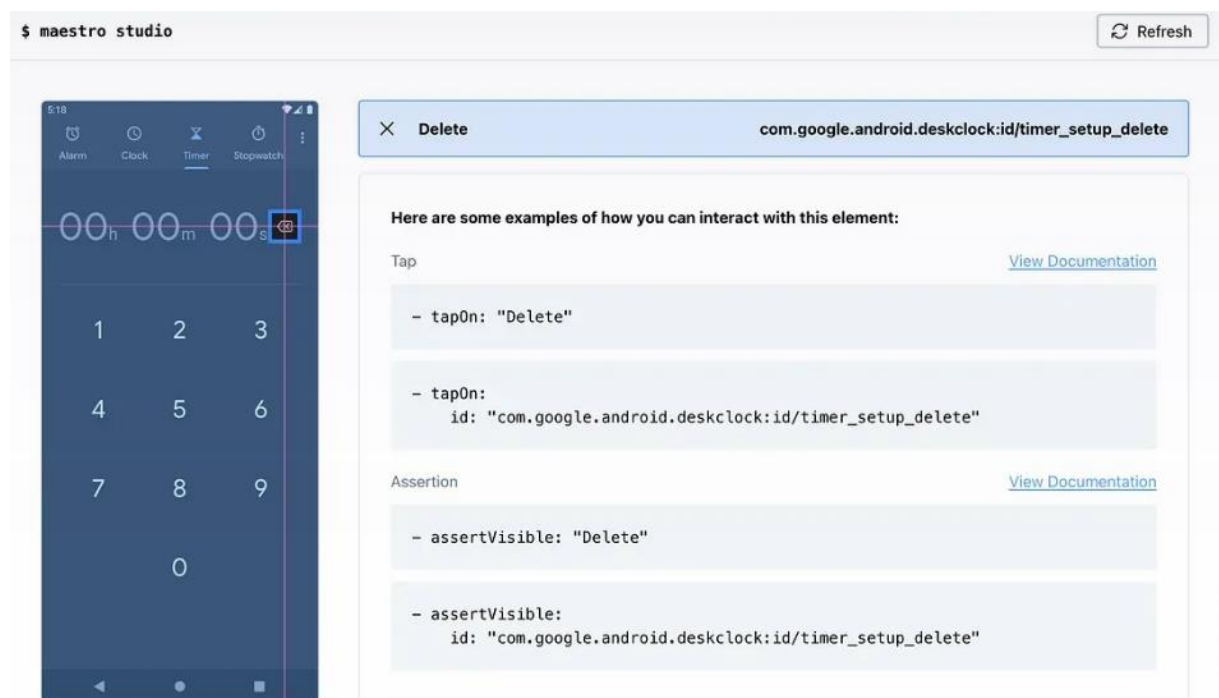 $ maestro studio
Refresh
5:18
Alarm Clock Timer Stopwatch
00h 00m 00s
1 2 3
4 5 6
7 8 9
0
Delete com.google.android.deskclock:id/timer_setup_delete
Here are some examples of how you can interact with this element:
Tap View Documentation
- tapOn: "Delete"
- tapOn:
id: "com.google.android.deskclock:id/timer_setup_delete"
Assertion View Documentation
- assertVisible: "Delete"
- assertVisible:
id: "com.google.android.deskclock:id/timer_setup_delete"